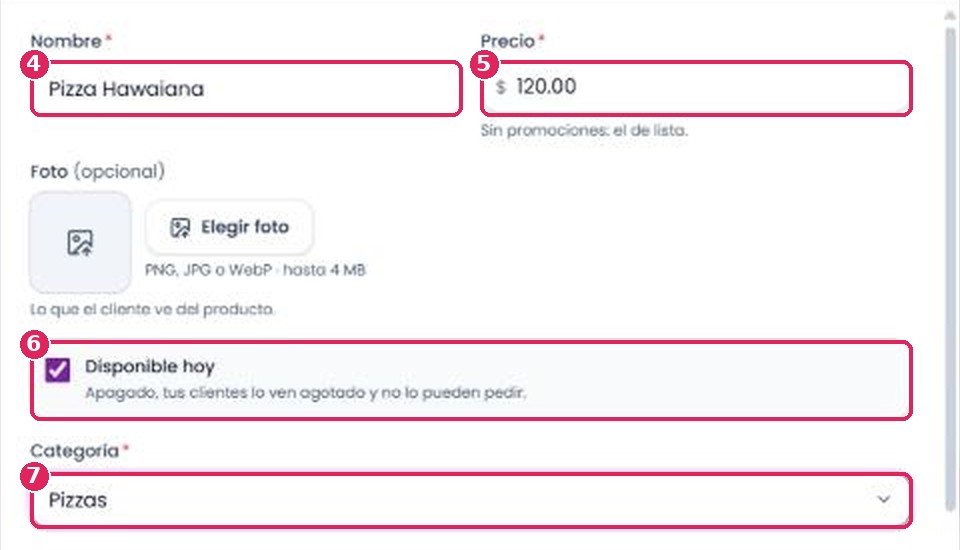 Nombre*
Precio*
4
Pizza Hawaiana
5
$ 120.00
Sin promociones: el de lista.
Foto (opcional)
Elegir foto
PNG, JPG o WebP · hasta 4 MB
Lo que el cliente ve del producto.
6
Disponible hoy
Apagado, tus clientes lo ven agotado y no lo pueden pedir.
Categoría*
7
Pizzas